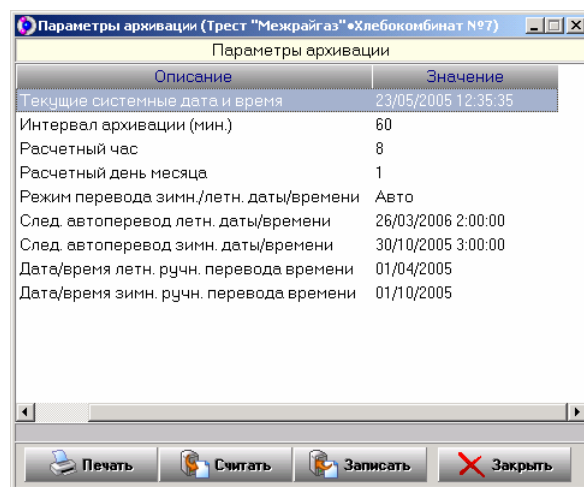 Параметры архивации (Трест "Межрайгаз"●Хлебокомбинат №7)
Параметры архивации
Описание Значение
Текущие системные дата и время 23/05/2005 12:35:35
Интервал архивации (мин.) 60
Расчетный час 8
Расчетный день месяца 1
Режим перевода зимн./летн. даты/времени Авто
След. автоперевод летн. даты/времени 26/03/2006 2:00:00
След. автоперевод зимн. даты/времени 30/10/2005 3:00:00
Дата/время летн. ручн. перевода времени 01/04/2005
Дата/время зимн. ручн. перевода времени 01/10/2005
Печать Считать Записать Закрыть